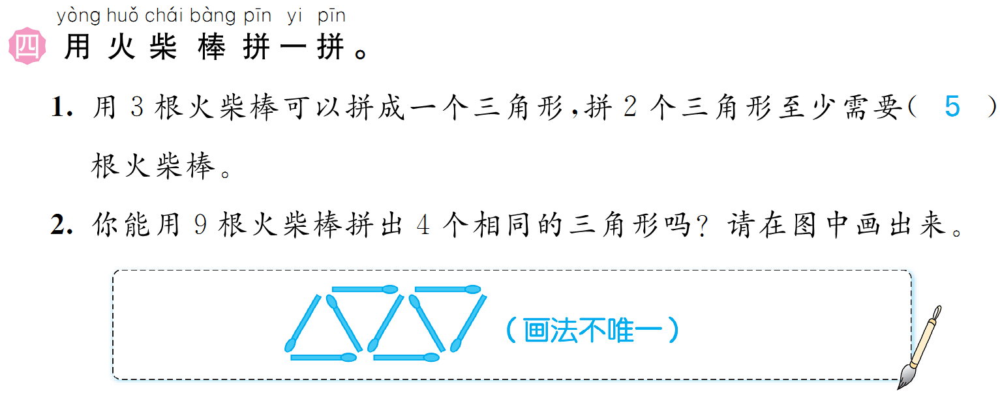 yòng huǒ chái bàng pīn yi pīn
四 用火柴棒拼一拼。
1. 用 3 根火柴棒可以拼成一个三角形,拼 2 个三角形至少需要( 5 )
根火柴棒。
2. 你能用 9 根火柴棒拼出 4 个相同的三角形吗? 请在图中画出来。
(画法不唯一)